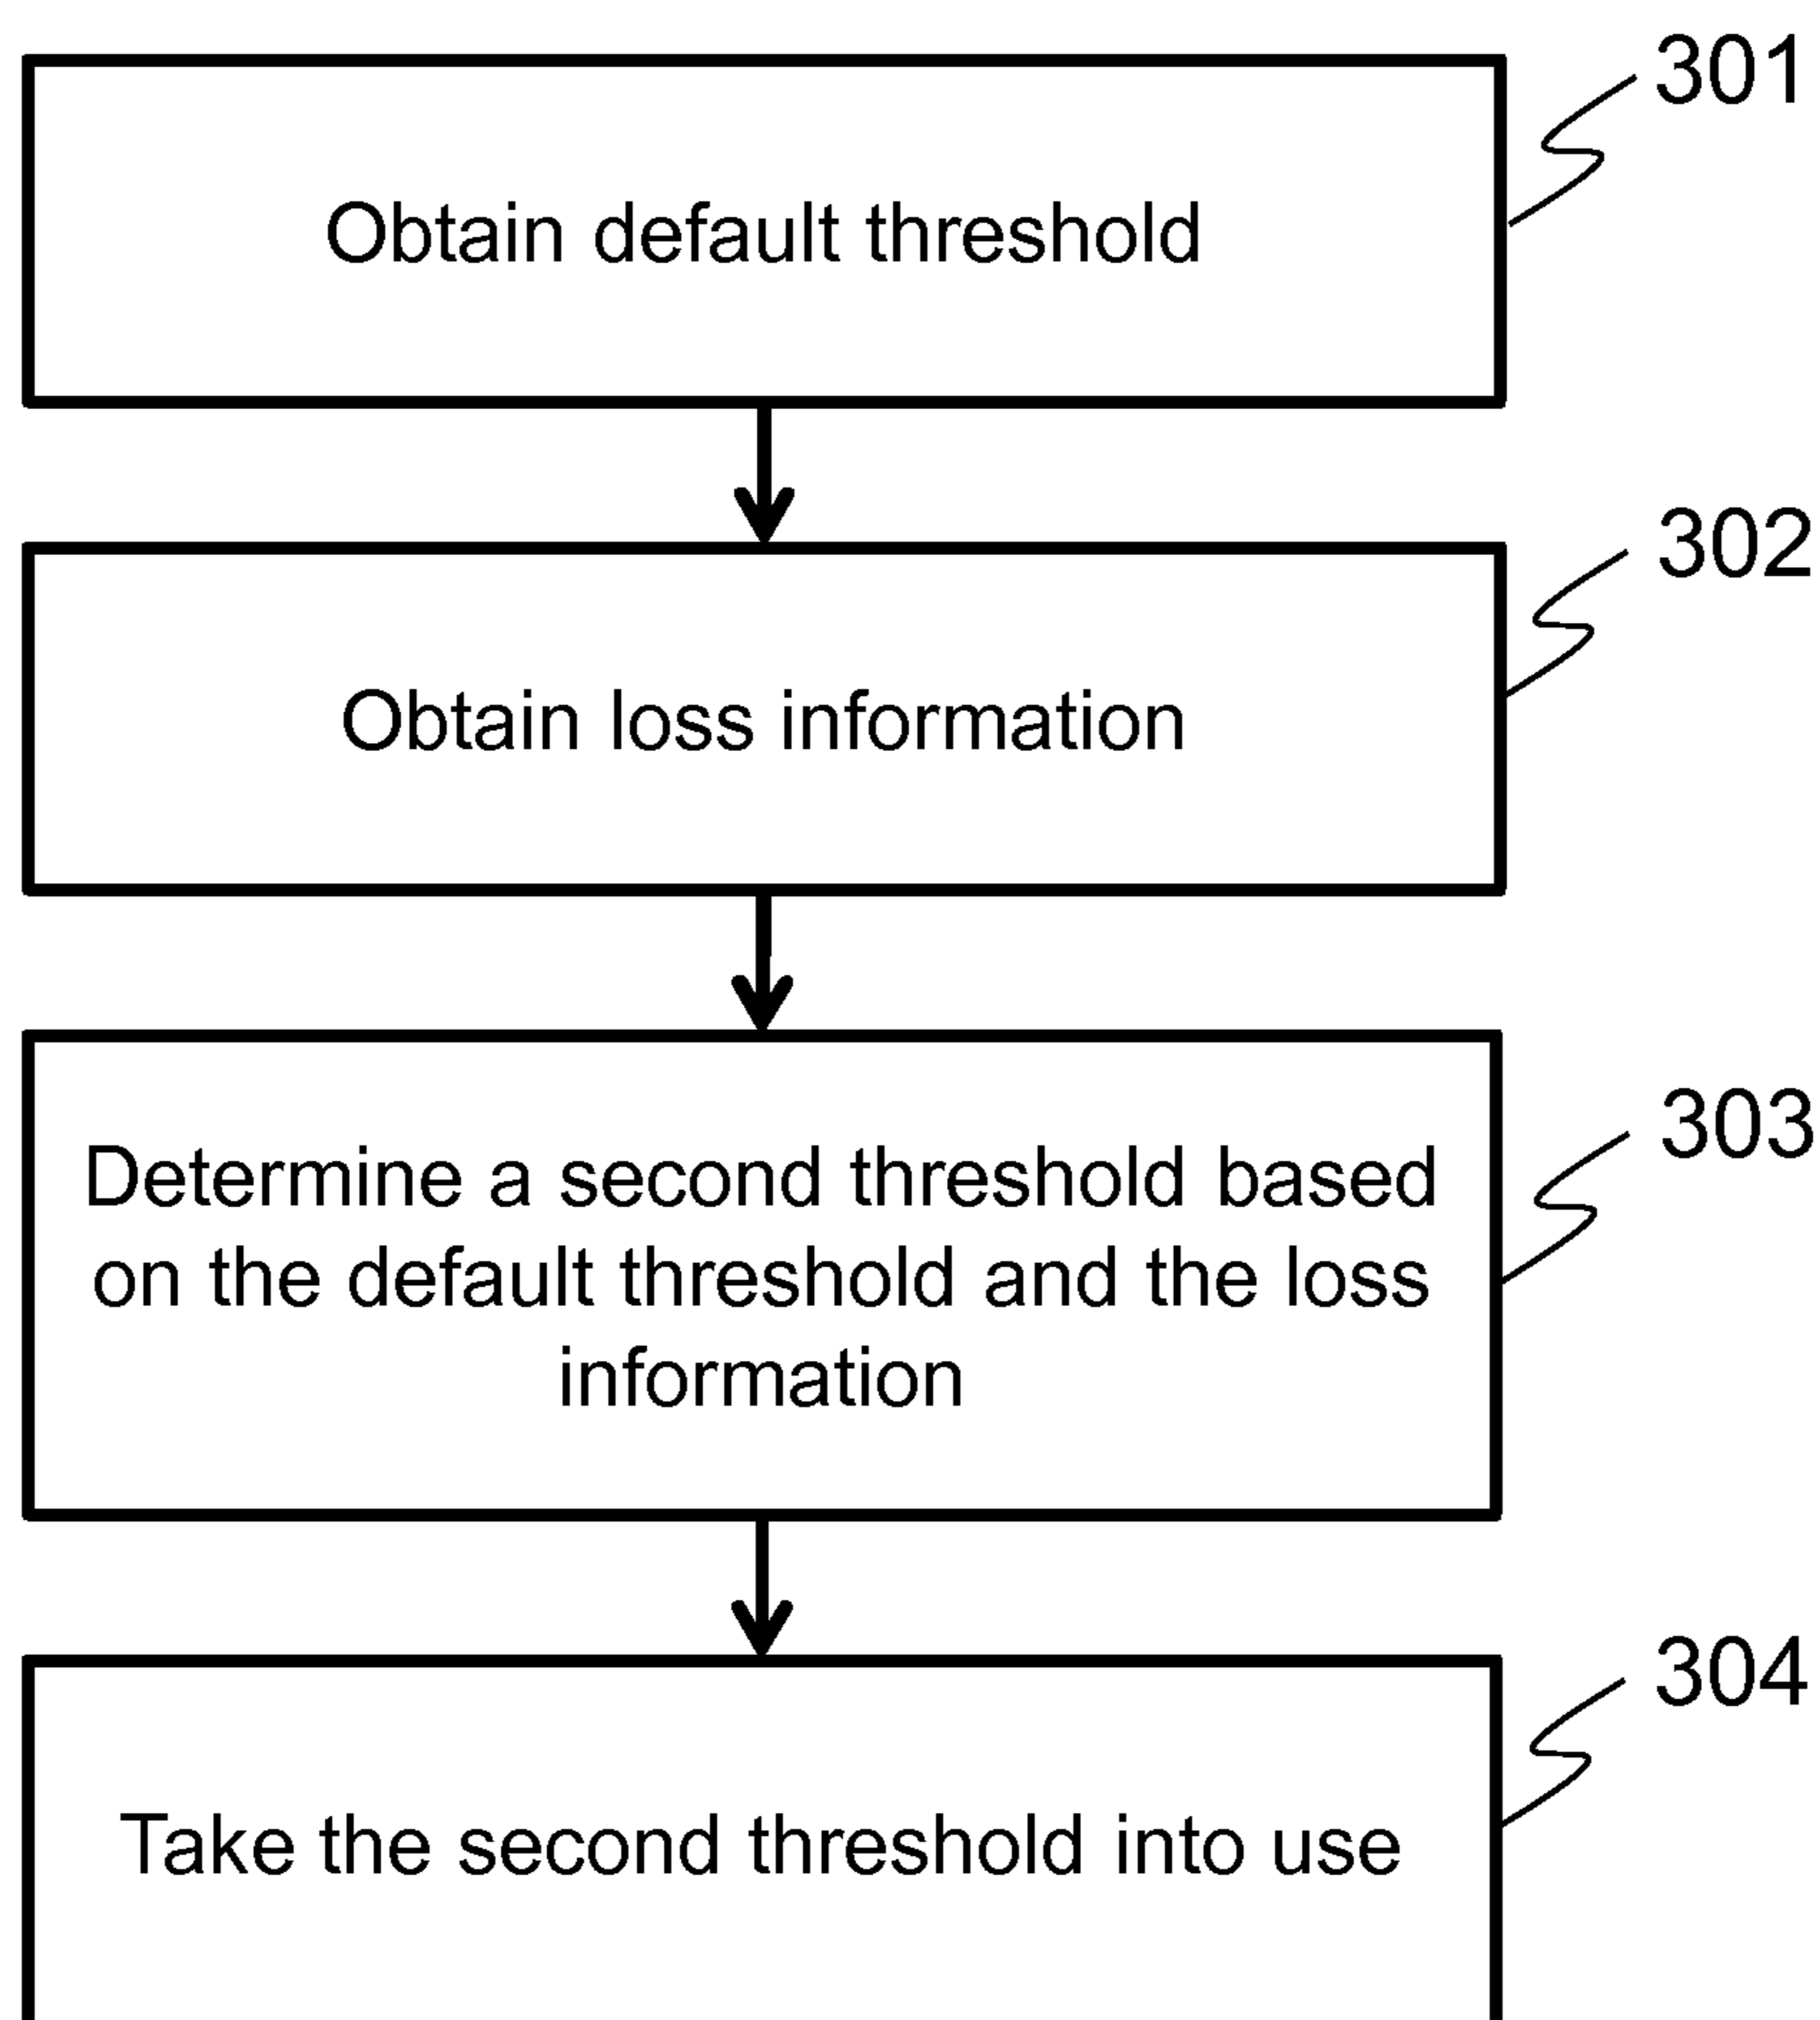 301
Obtain default threshold
302
Obtain loss information
303
Determine a second threshold based
on the default threshold and the loss
information
304
Take the second threshold into use